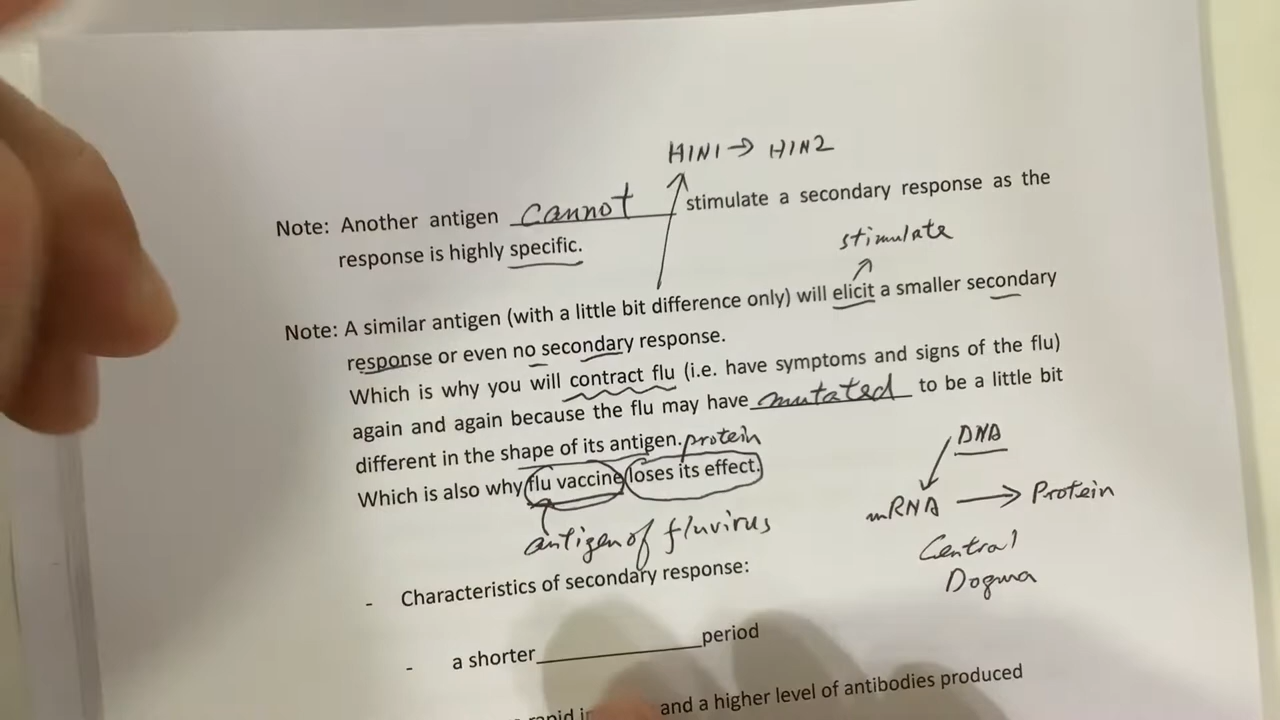 H1N1 → H1N2
Note: Another antigen cannot stimulate a secondary response as the
response is highly specific.
stimulate
Note: A similar antigen (with a little bit difference only) will elicit a smaller secondary
response or even no secondary response.
Which is why you will contract flu (i.e. have symptoms and signs of the flu)
again and again because the flu may have mutated to be a little bit
different in the shape of its antigen. protein
Which is also why flu vaccine loses its effect.
antigen of flu virus
DNA
mRNA → Protein
Central
Dogma
- Characteristics of secondary response:
- a shorter ________ period
rapid and a higher level of antibodies produced